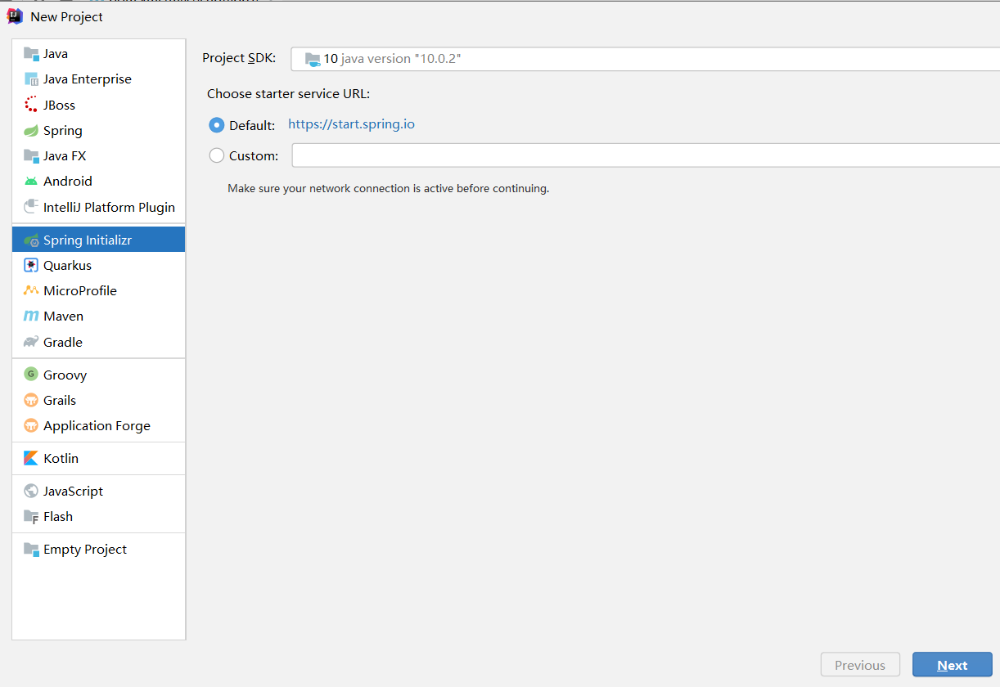 New Project
Java
Java Enterprise
JBoss
Spring
Java FX
Android
IntelliJ Platform Plugin
Spring Initializr
Quarkus
MicroProfile
Maven
Gradle
Groovy
Grails
Application Forge
Kotlin
JavaScript
Flash
Empty Project
Project SDK: 10 java version "10.0.2"
Choose starter service URL:
Default: https://start.spring.io
Custom:
Make sure your network connection is active before continuing.
Previous Next